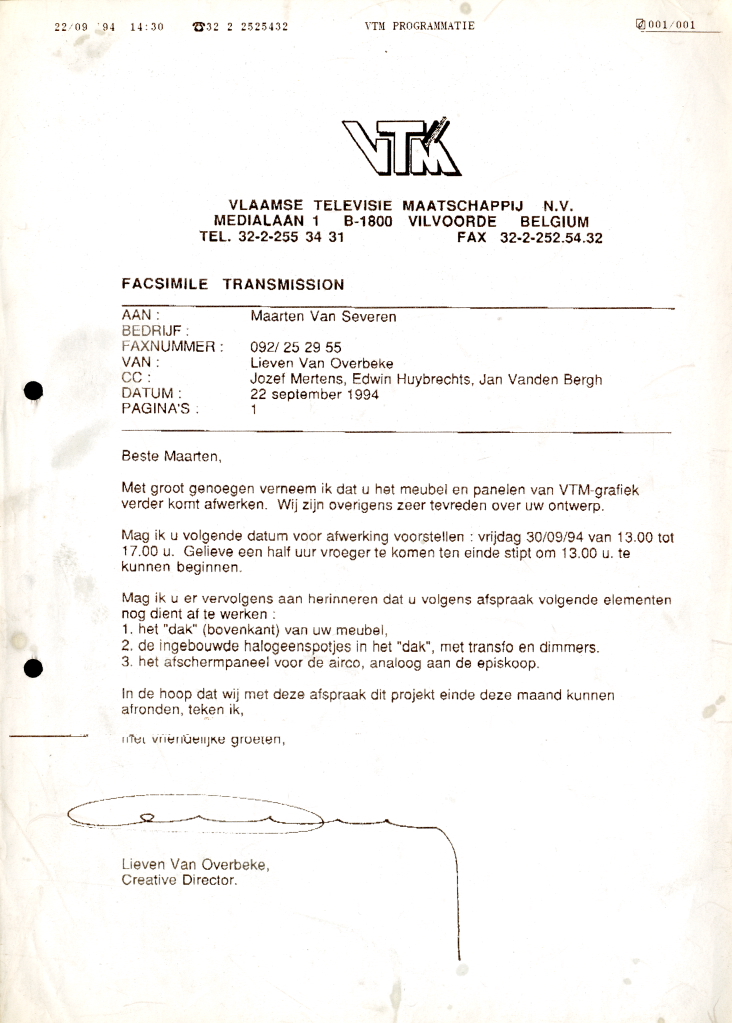 22/09 '94 14:30 ☎32 2 2525432 VTM PROGRAMMATIE 001/001
VTM
VLAAMSE TELEVISIE MAATSCHAPPIJ N.V.
MEDIALAAN 1 B-1800 VILVOORDE BELGIUM
TEL. 32-2-255 34 31 FAX 32-2-252.54.32
FACSIMILE TRANSMISSION
AAN : Maarten Van Severen
BEDRIJF :
FAXNUMMER : 092/ 25 29 55
VAN : Lieven Van Overbeke
CC : Jozef Mertens, Edwin Huybrechts, Jan Vanden Bergh
DATUM : 22 september 1994
PAGINA'S : 1
Beste Maarten,
Met groot genoegen verneem ik dat u het meubel en panelen van VTM-grafiek
verder komt afwerken. Wij zijn overigens zeer tevreden over uw ontwerp.
Mag ik u volgende datum voor afwerking voorstellen : vrijdag 30/09/94 van 13.00 tot
17.00 u. Gelieve een half uur vroeger te komen ten einde stipt om 13.00 u. te
kunnen beginnen.
Mag ik u er vervolgens aan herinneren dat u volgens afspraak volgende elementen
nog dient af te werken :
1. het "dak" (bovenkant) van uw meubel,
2. de ingebouwde halogeenspotjes in het "dak", met transfo en dimmers.
3. het afschermpaneel voor de airco, analoog aan de episkoop.
In de hoop dat wij met deze afspraak dit projekt einde deze maand kunnen
afronden, teken ik,
met vriendelijke groeten,
Lieven Van Overbeke,
Creative Director.